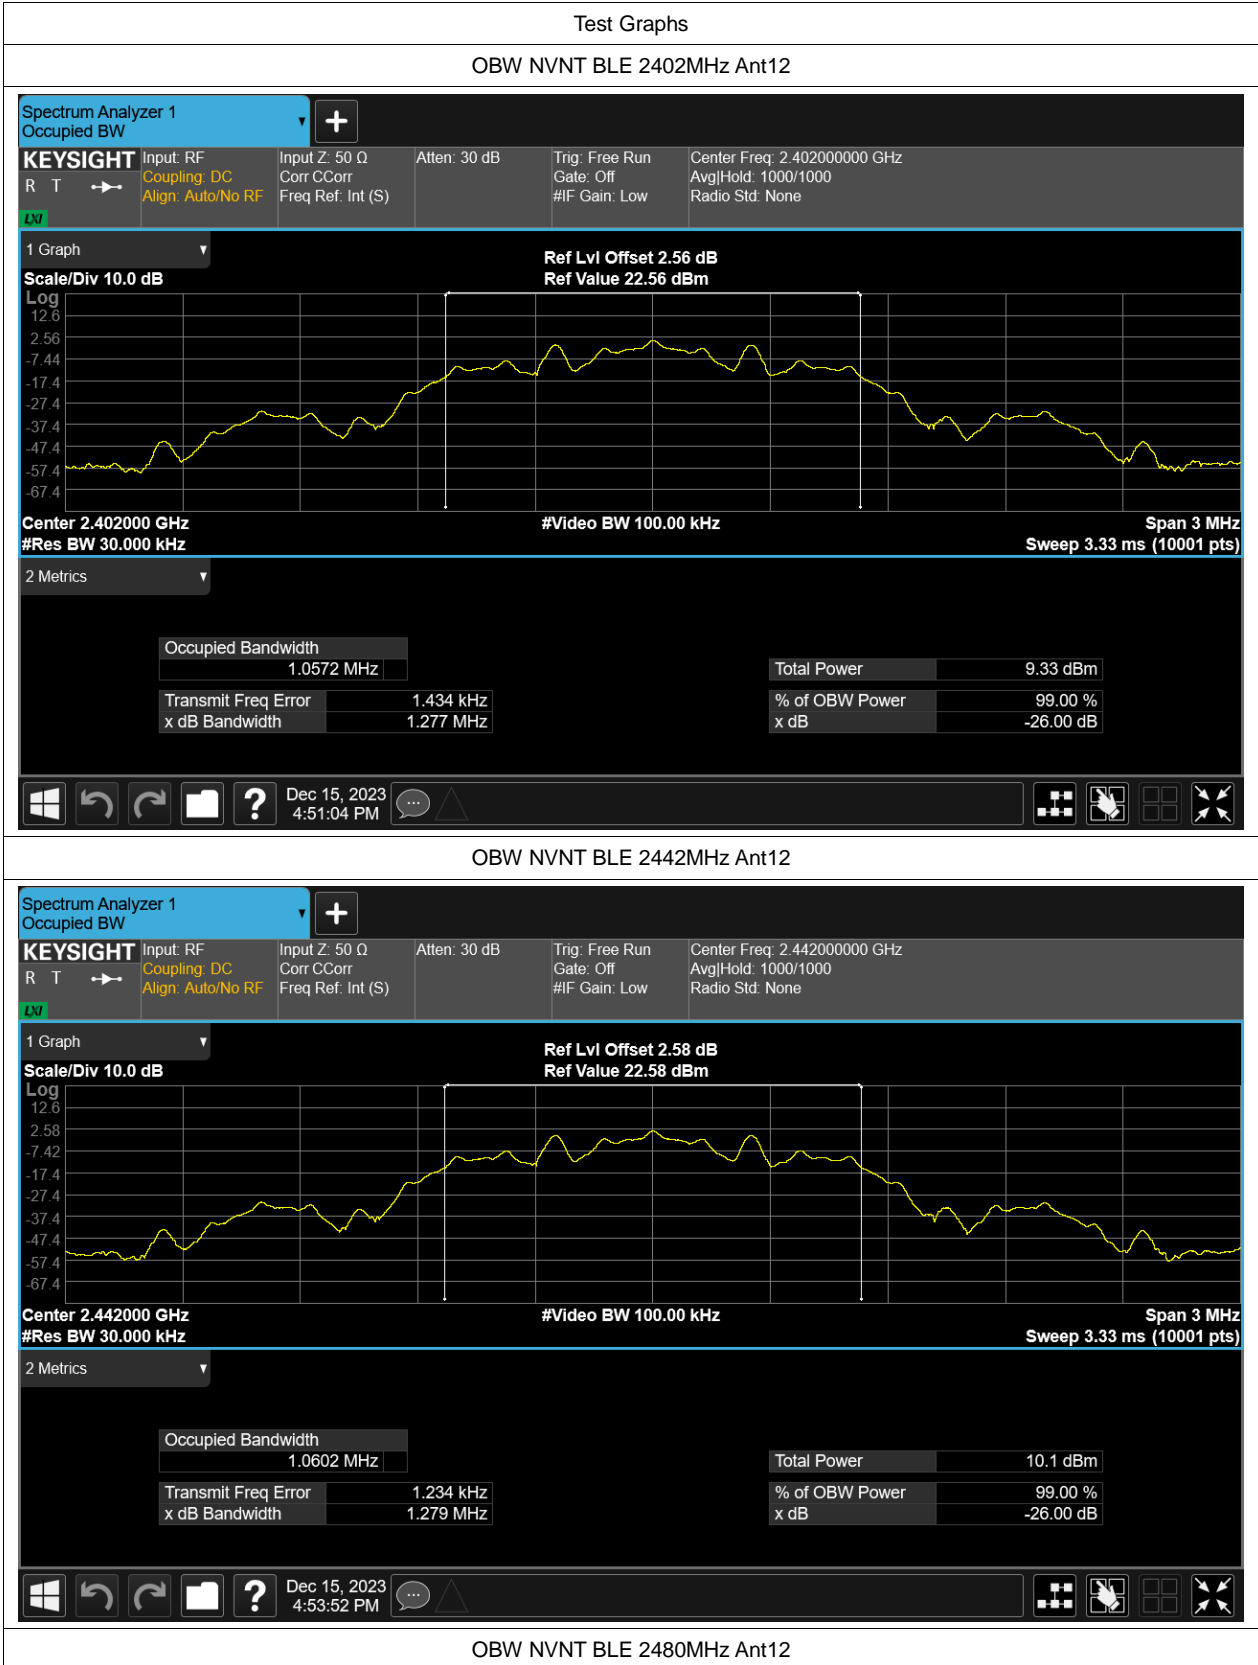 Test Graphs
OBW NVNT BLE 2402MHz Ant12
Spectrum Analyzer 1
Occupied BW
KEYSIGHT
R T
LXI
Input: RF
Coupling: DC
Align: Auto/No RF
Input Z: 50 Ω
Corr CCorr
Freq Ref: Int (S)
Atten: 30 dB
Trig: Free Run
Gate: Off
#IF Gain: Low
Center Freq: 2.402000000 GHz
Avg|Hold: 1000/1000
Radio Std: None
1 Graph
Scale/Div 10.0 dB
Ref Lvl Offset 2.56 dB
Ref Value 22.56 dBm
Log
12.6
2.56
-7.44
-17.4
-27.4
-37.4
-47.4
-57.4
-67.4
Center 2.402000 GHz
#Video BW 100.00 kHz
Span 3 MHz
#Res BW 30.000 kHz
Sweep 3.33 ms (10001 pts)
2 Metrics
Occupied Bandwidth
1.0572 MHz
Total Power 9.33 dBm
Transmit Freq Error 1.434 kHz
% of OBW Power 99.00 %
x dB Bandwidth 1.277 MHz
x dB -26.00 dB
?
Dec 15, 2023
4:51:04 PM
OBW NVNT BLE 2442MHz Ant12
Spectrum Analyzer 1
Occupied BW
KEYSIGHT
R T
LXI
Input: RF
Coupling: DC
Align: Auto/No RF
Input Z: 50 Ω
Corr CCorr
Freq Ref: Int (S)
Atten: 30 dB
Trig: Free Run
Gate: Off
#IF Gain: Low
Center Freq: 2.442000000 GHz
Avg|Hold: 1000/1000
Radio Std: None
1 Graph
Scale/Div 10.0 dB
Ref Lvl Offset 2.58 dB
Ref Value 22.58 dBm
Log
12.6
2.58
-7.42
-17.4
-27.4
-37.4
-47.4
-57.4
-67.4
Center 2.442000 GHz
#Video BW 100.00 kHz
Span 3 MHz
#Res BW 30.000 kHz
Sweep 3.33 ms (10001 pts)
2 Metrics
Occupied Bandwidth
1.0602 MHz
Total Power 10.1 dBm
Transmit Freq Error 1.234 kHz
% of OBW Power 99.00 %
x dB Bandwidth 1.279 MHz
x dB -26.00 dB
?
Dec 15, 2023
4:53:52 PM
OBW NVNT BLE 2480MHz Ant12